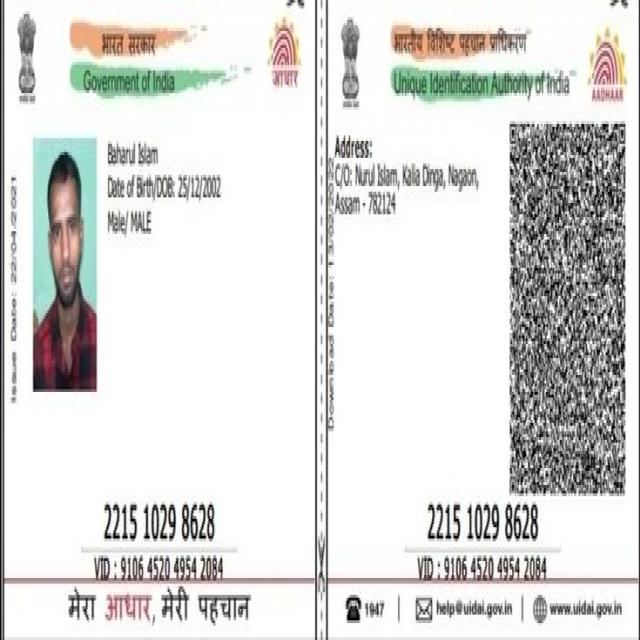 भारत सरकार
Government of India
आधार
Issue Date: 22/04/2021
Baharul Islam
Date of Birth/DOB: 25/12/2002
Male/ MALE
2215 1029 8628
VID : 9106 4520 4954 2084
मेरा आधार, मेरी पहचान
भारतीय विशिष्ट पहचान प्राधिकरण
Unique Identification Authority of India
AADHAAR
Download Date:
Address:
C/O: Nurul Islam, Kalia Dinga, Nagaon,
Assam - 782124
2215 1029 8628
VID : 9106 4520 4954 2084
1947 | help@uidai.gov.in | www.uidai.gov.in